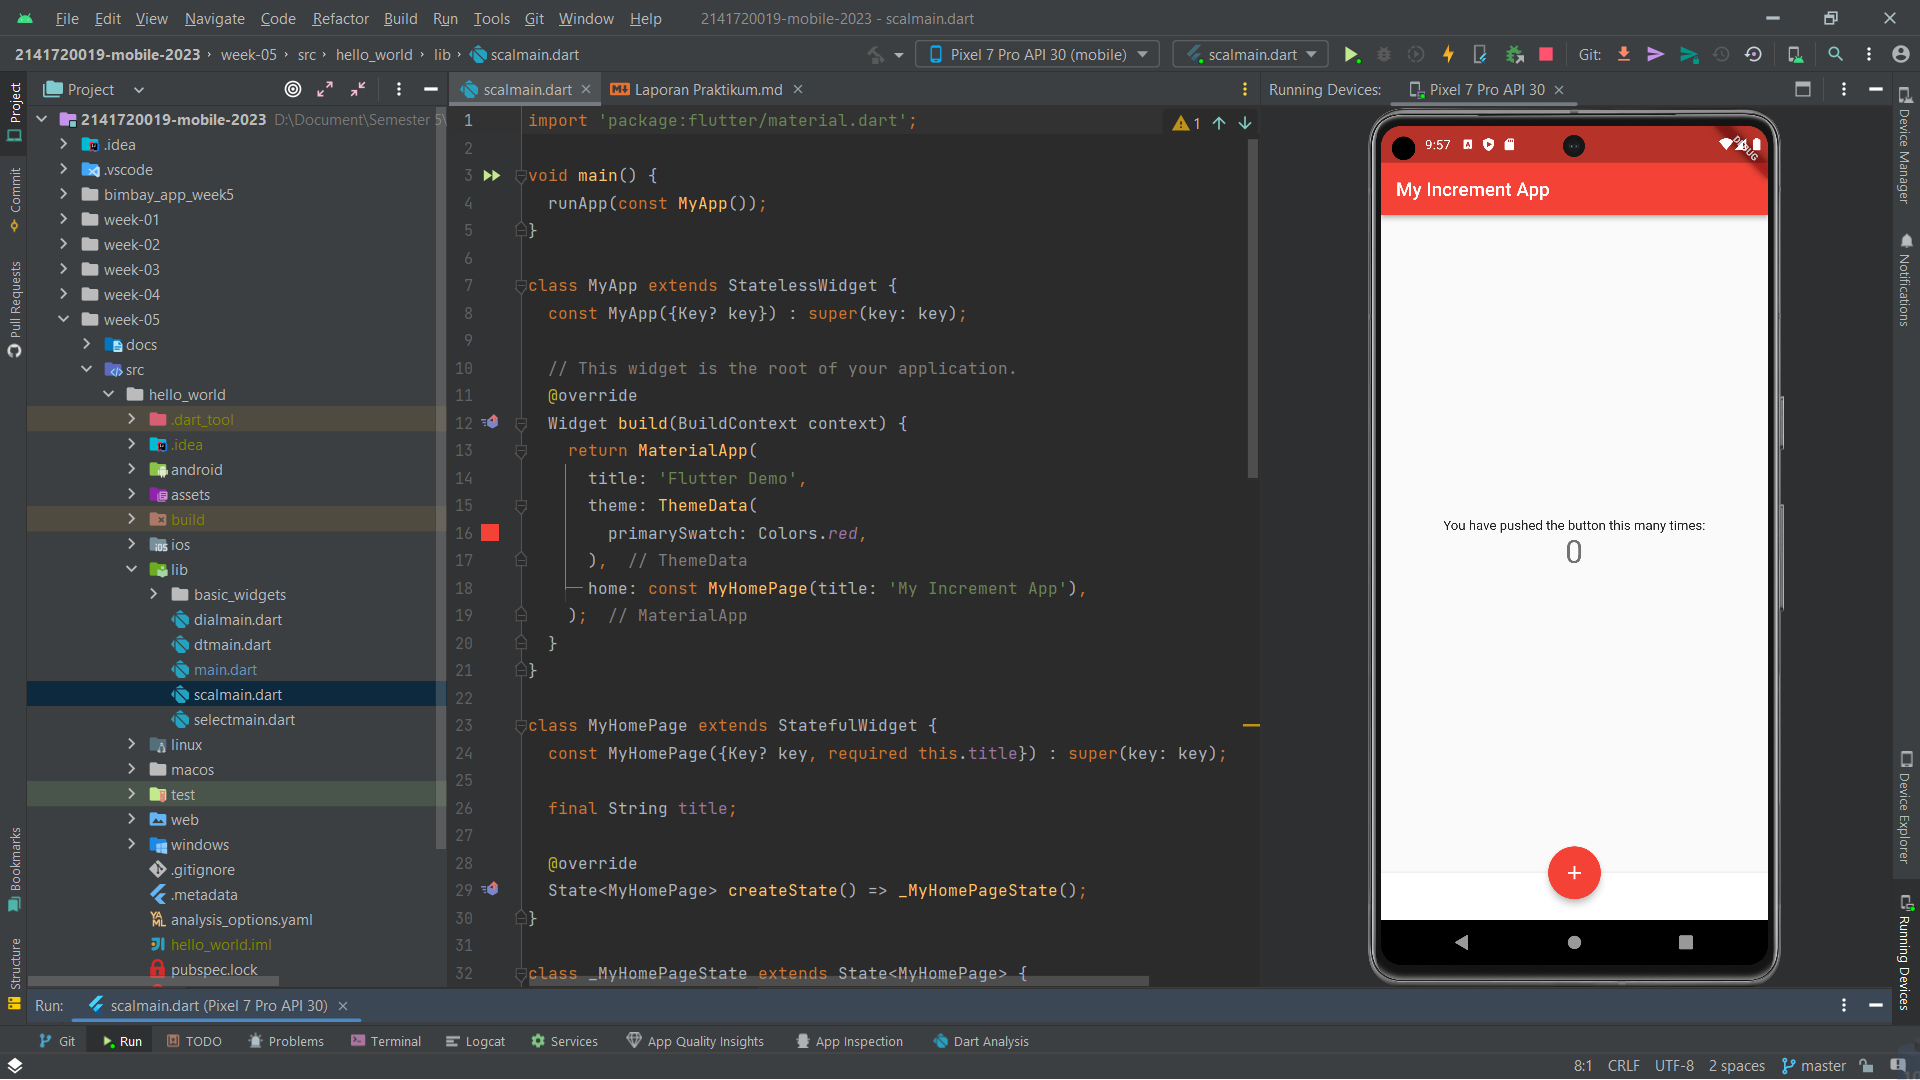 File Edit View Navigate Code Refactor Build Run Tools Git Window Help 2141720019-mobile-2023 - scalmain.dart
2141720019-mobile-2023 week-05 src hello_world lib scalmain.dart Pixel 7 Pro API 30 (mobile) scalmain.dart Git:
Project
Commit
Pull Requests
Bookmarks
Structure
Project
2141720019-mobile-2023 D:\Document\Semester 5\
.idea
.vscode
bimbay_app_week5
week-01
week-02
week-03
week-04
week-05
docs
src
hello_world
.dart_tool
.idea
android
assets
build
ios
lib
basic_widgets
dialmain.dart
dtmain.dart
main.dart
scalmain.dart
selectmain.dart
linux
macos
test
web
windows
.gitignore
.metadata
analysis_options.yaml
hello_world.iml
pubspec.lock
scalmain.dart Laporan Praktikum.md
1
1 import 'package:flutter/material.dart';
2
3 void main() {
4 runApp(const MyApp());
5 }
6
7 class MyApp extends StatelessWidget {
8 const MyApp({Key? key}) : super(key: key);
9
10 // This widget is the root of your application.
11 @override
12 Widget build(BuildContext context) {
13 return MaterialApp(
14 title: 'Flutter Demo',
15 theme: ThemeData(
16 primarySwatch: Colors.red,
17 ), // ThemeData
18 home: const MyHomePage(title: 'My Increment App'),
19 ); // MaterialApp
20 }
21 }
22
23 class MyHomePage extends StatefulWidget {
24 const MyHomePage({Key? key, required this.title}) : super(key: key);
25
26 final String title;
27
28 @override
29 State<MyHomePage> createState() => _MyHomePageState();
30 }
31
32 class _MyHomePageState extends State<MyHomePage> {
Running Devices: Pixel 7 Pro API 30
9:57
DEBUG
My Increment App
You have pushed the button this many times:
0
+
Device Manager
Notifications
Device Explorer
Running Devices
Run: scalmain.dart (Pixel 7 Pro API 30)
Git Run TODO Problems Terminal Logcat Services App Quality Insights App Inspection Dart Analysis
8:1 CRLF UTF-8 2 spaces master